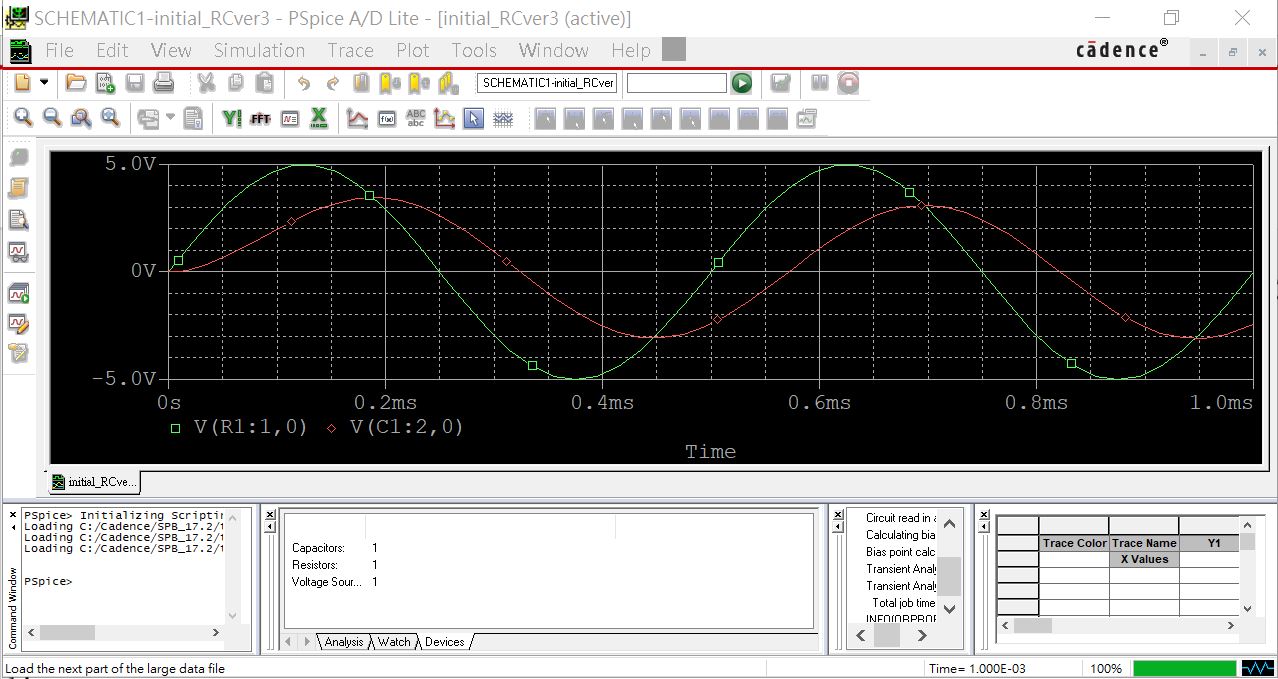 SCHEMATIC1-initial_RCver3 - PSpice A/D Lite - [initial_RCver3 (active)]
File Edit View Simulation Trace Plot Tools Window Help
cādence®
SCHEMATIC1-initial_RCver
FFT
f(x)
ABC
abc
5.0V
0V
-5.0V
0s 0.2ms 0.4ms 0.6ms 0.8ms 1.0ms
V(R1:1,0) V(C1:2,0)
Time
initial_RCve...
Command Window
PSpice> Initializing Scriptin
Loading C:/Cadence/SPB_17.2/t
Loading C:/Cadence/SPB_17.2/t
Loading C:/Cadence/SPB_17.2/t
PSpice>
Capacitors: 1
Resistors: 1
Voltage Sour... 1
Analysis Watch Devices
Circuit read in a
Calculating bia
Bias point calc
Transient Analy
Transient Analy
Total job time
Trace Color Trace Name Y1
X Values
Load the next part of the large data file
Time= 1.000E-03
100%